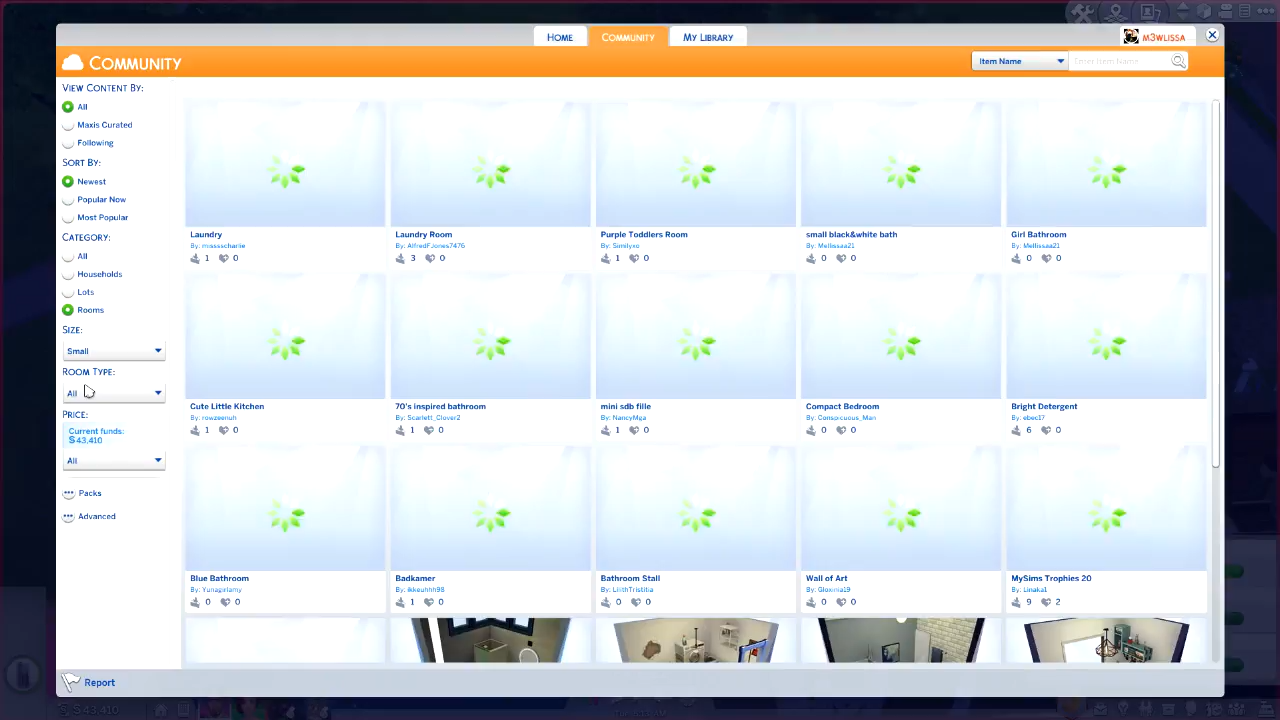 HOME COMMUNITY MY LIBRARY M3WLISSA
COMMUNITY Item Name Enter Item Name
VIEW CONTENT BY:
All
Maxis Curated
Following
SORT BY:
Newest
Popular Now
Most Popular
CATEGORY:
All
Households
Lots
Rooms
SIZE:
Small
ROOM TYPE:
All
PRICE:
Current funds:
$43,410
All
Packs
Advanced
Laundry Laundry Room Purple Toddlers Room small black&white bath Girl Bathroom
By: misssscharlie By: AlfredFJones7476 By: Similyxo By: Mellissaa21 By: Mellissaa21
1 0 3 0 1 0 0 0 0 0
Cute Little Kitchen 70's inspired bathroom mini sdb fille Compact Bedroom Bright Detergent
By: rowzeenuh By: Scarlett_Clover2 By: NancyMga By: Conspicuous_Man By: ebec17
1 0 1 0 1 0 0 0 6 0
Blue Bathroom Badkamer Bathroom Stall Wall of Art MySims Trophies 20
By: Yunagiriamy By: ikkeuhhh98 By: LilithTristitia By: Gloxinia19 By: Linaka1
0 0 1 0 0 0 0 0 9 2
Report
$43,410